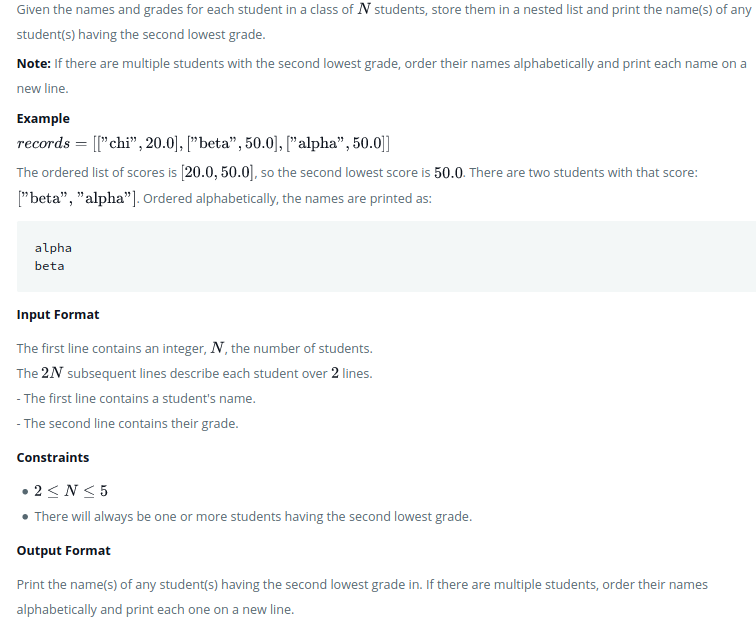 Given the names and grades for each student in a class of N students, store them in a nested list and print the name(s) of any
student(s) having the second lowest grade.
Note: If there are multiple students with the second lowest grade, order their names alphabetically and print each name on a
new line.
Example
records = [["chi", 20.0], ["beta", 50.0], ["alpha", 50.0]]
The ordered list of scores is [20.0, 50.0], so the second lowest score is 50.0. There are two students with that score:
["beta", "alpha"]. Ordered alphabetically, the names are printed as:
alpha
beta
Input Format
The first line contains an integer, N, the number of students.
The 2N subsequent lines describe each student over 2 lines.
- The first line contains a student's name.
- The second line contains their grade.
Constraints
• 2 ≤ N ≤ 5
• There will always be one or more students having the second lowest grade.
Output Format
Print the name(s) of any student(s) having the second lowest grade in. If there are multiple students, order their names
alphabetically and print each one on a new line.